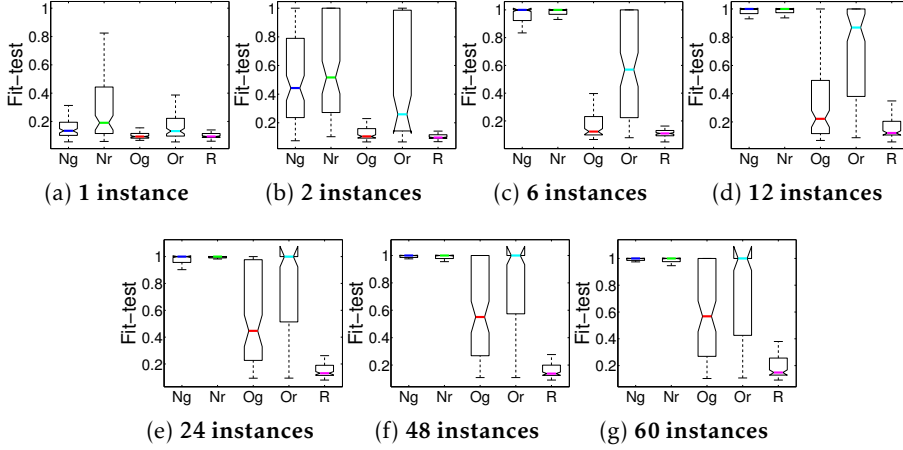 Fit−test
1
0.8
0.6
0.4
0.2
Ng Nr Og Or R
(a) 1 instance
Fit−test
1
0.8
0.6
0.4
0.2
Ng Nr Og Or R
(b) 2 instances
Fit−test
1
0.8
0.6
0.4
0.2
Ng Nr Og Or R
(c) 6 instances
Fit−test
1
0.8
0.6
0.4
0.2
Ng Nr Og Or R
(d) 12 instances
Fit−test
1
0.8
0.6
0.4
0.2
Ng Nr Og Or R
(e) 24 instances
Fit−test
1
0.8
0.6
0.4
0.2
Ng Nr Og Or R
(f) 48 instances
Fit−test
1
0.8
0.6
0.4
0.2
Ng Nr Og Or R
(g) 60 instances